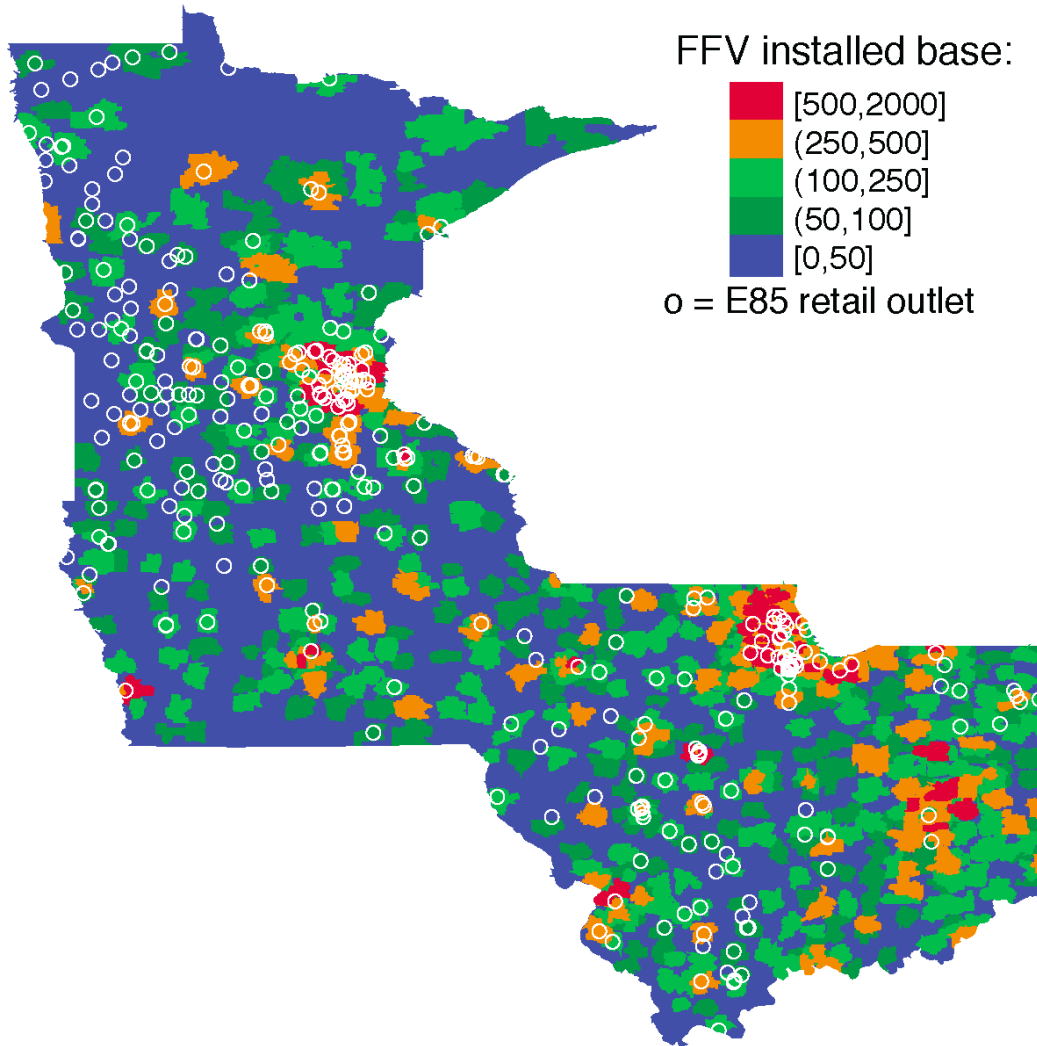 FFV installed base:
[500,2000]
(250,500]
(100,250]
(50,100]
[0,50]
o = E85 retail outlet